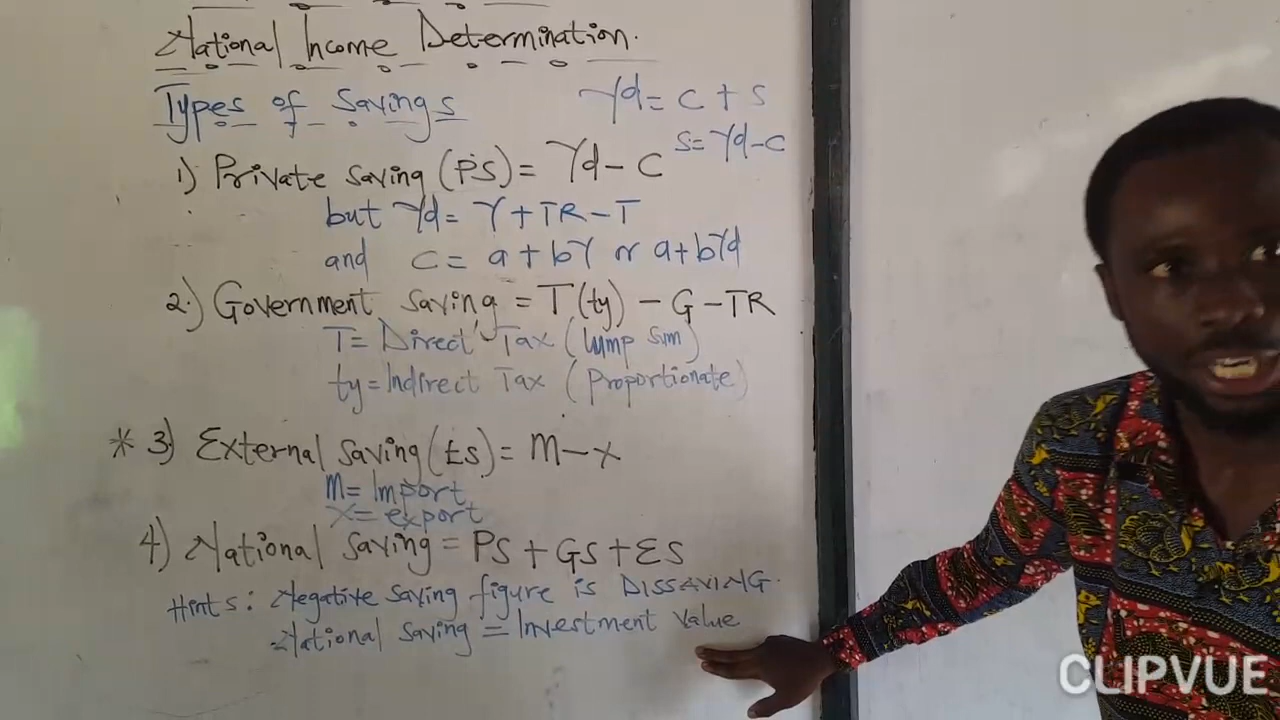 National Income Determination.
Types of Savings
Yd = C + S
S = Yd - C
1) Private Saving (PS) = Yd - C
but Yd = Y + TR - T
and C = a + bY or a + bYd
2.) Government Saving = T(ty) - G - TR
T = Direct Tax (lump sum)
ty = Indirect Tax (Proportionate)
* 3) External Saving (ES) = M - X
M = Import
X = export
4) National Saving = PS + GS + ES
Hints: Negative Saving figure is DISSAVING.
National Saving = Investment Value
CLIPVUE